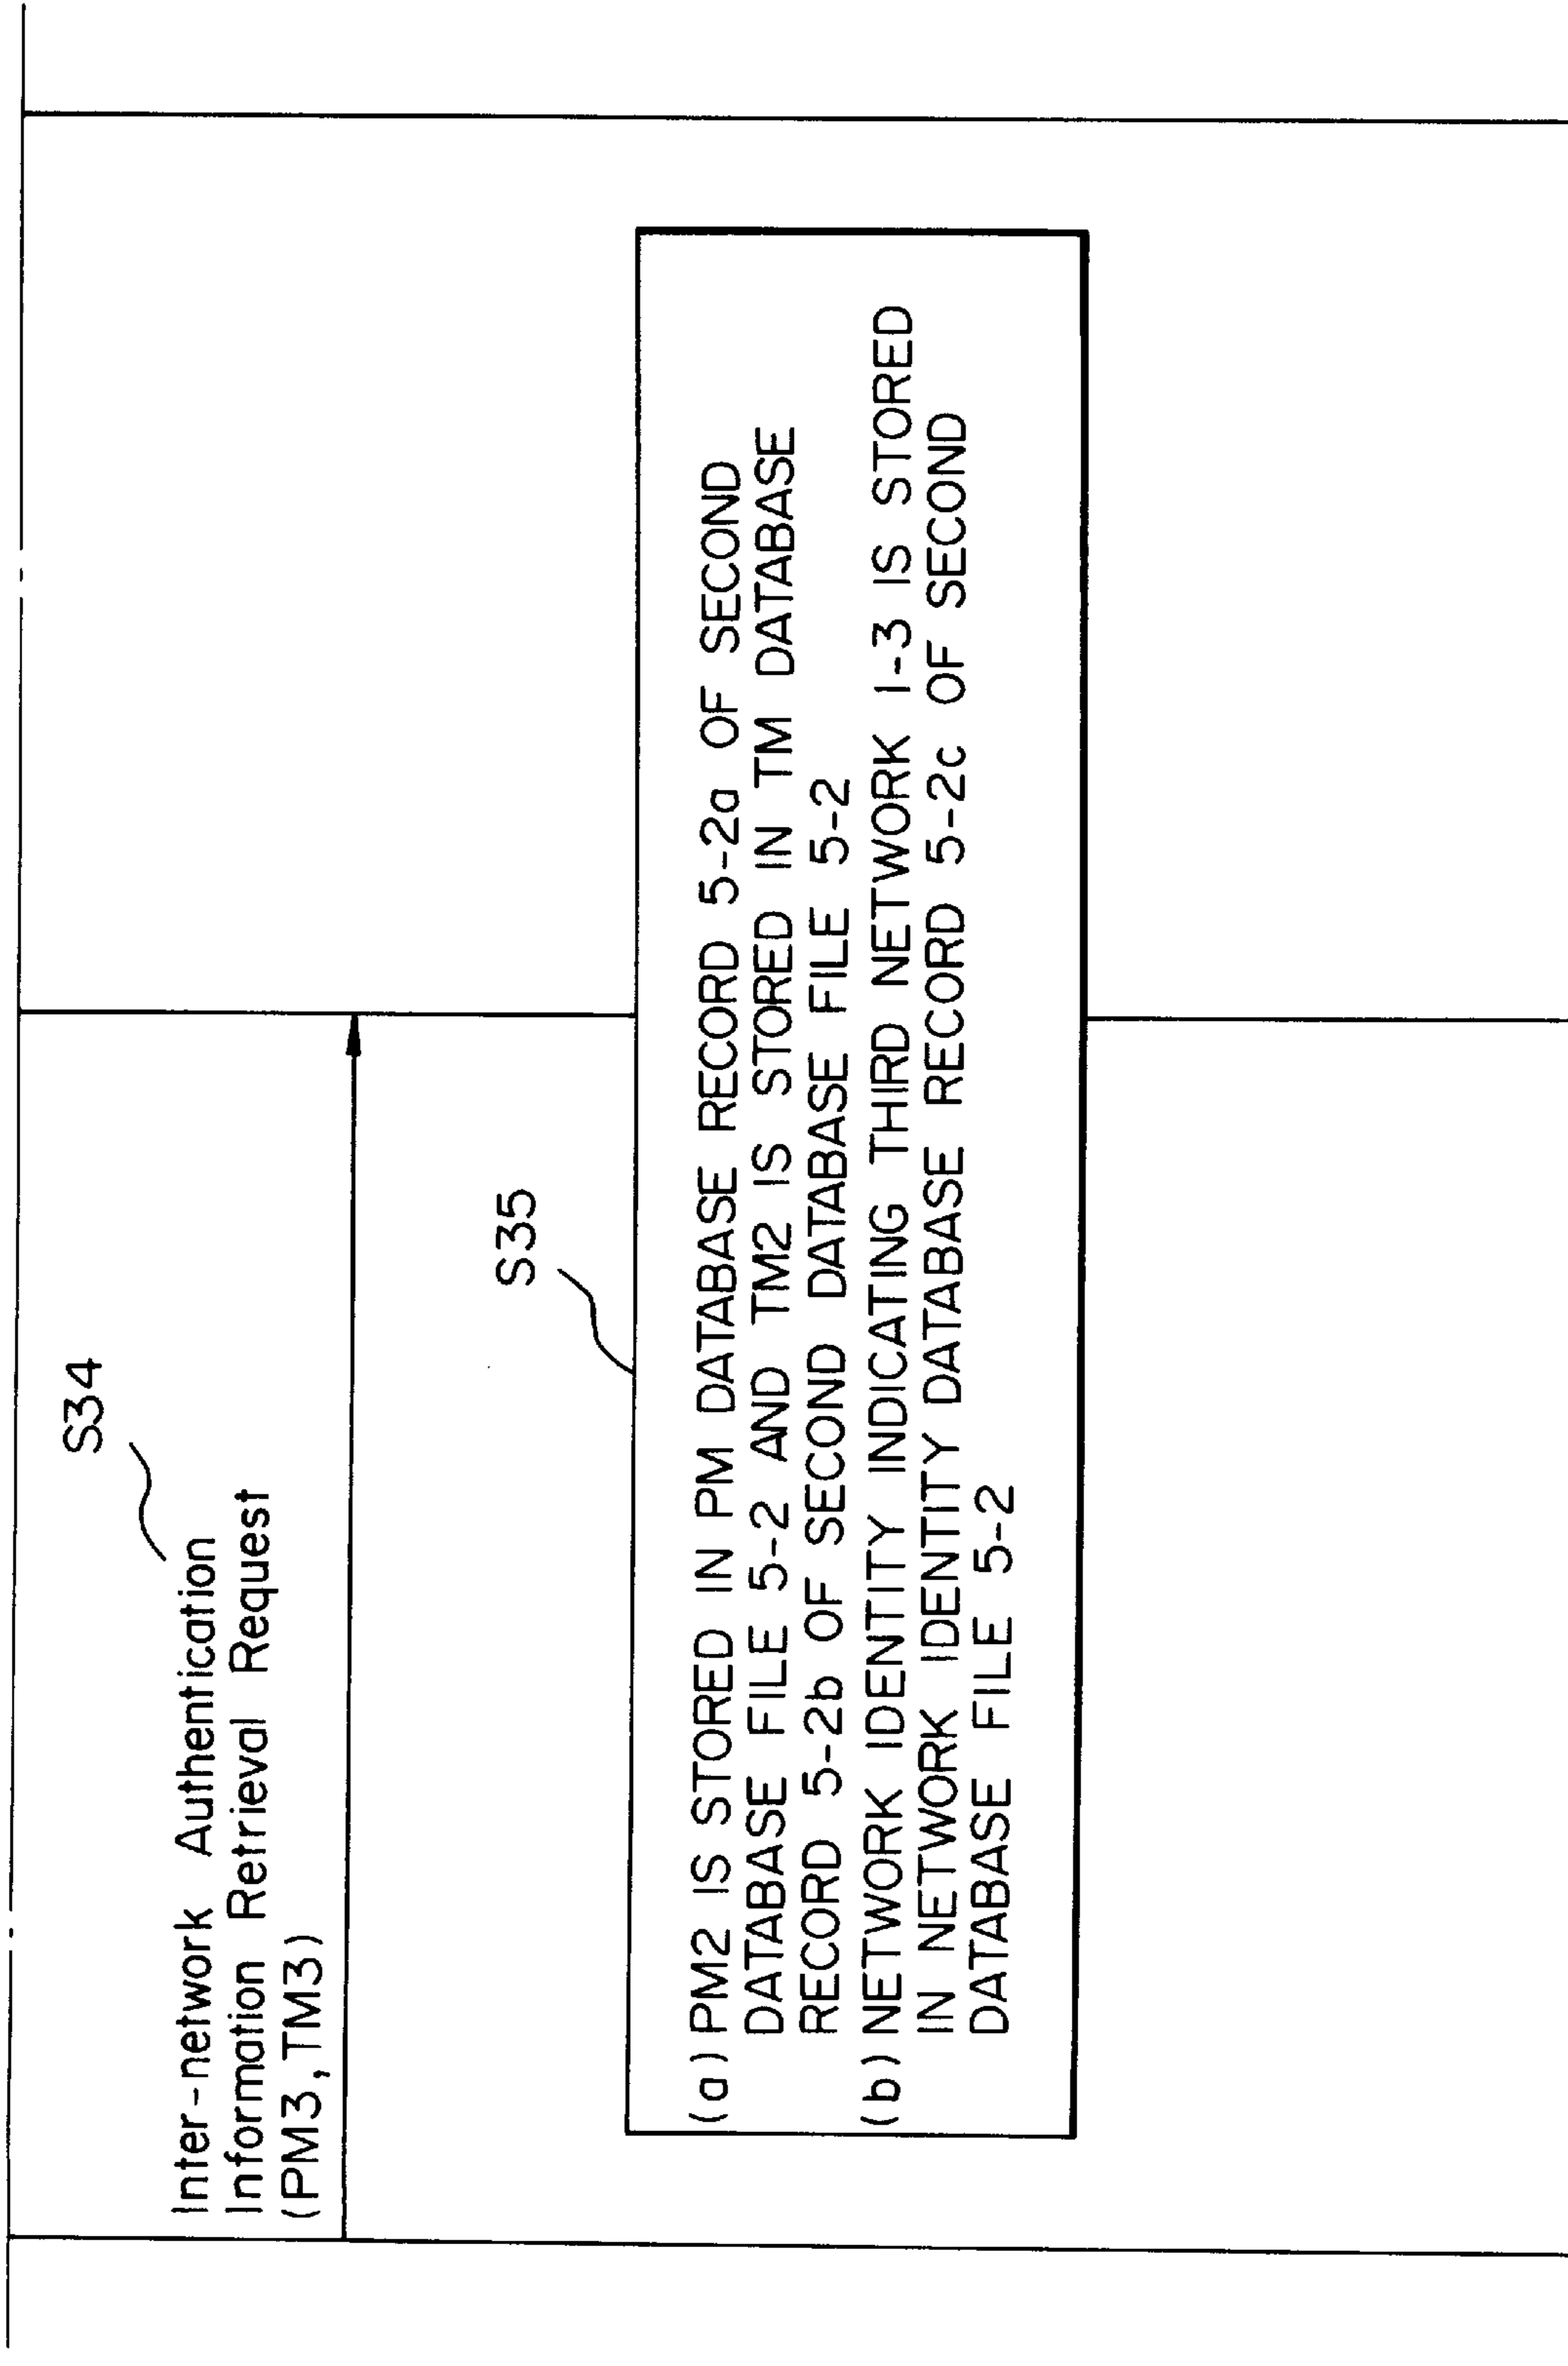 S34
Inter-network Authentication
Information Retrieval Request
(PM3,TM3)
S35
(a) PM2 IS STORED IN PM DATABASE RECORD 5-2a OF SECOND
DATABASE FILE 5-2 AND TM2 IS STORED IN TM DATABASE
RECORD 5-2b OF SECOND DATABASE FILE 5-2
(b) NETWORK IDENTITY INDICATING THIRD NETWORK 1-3 IS STORED
IN NETWORK IDENTITY DATABASE RECORD 5-2c OF SECOND
DATABASE FILE 5-2